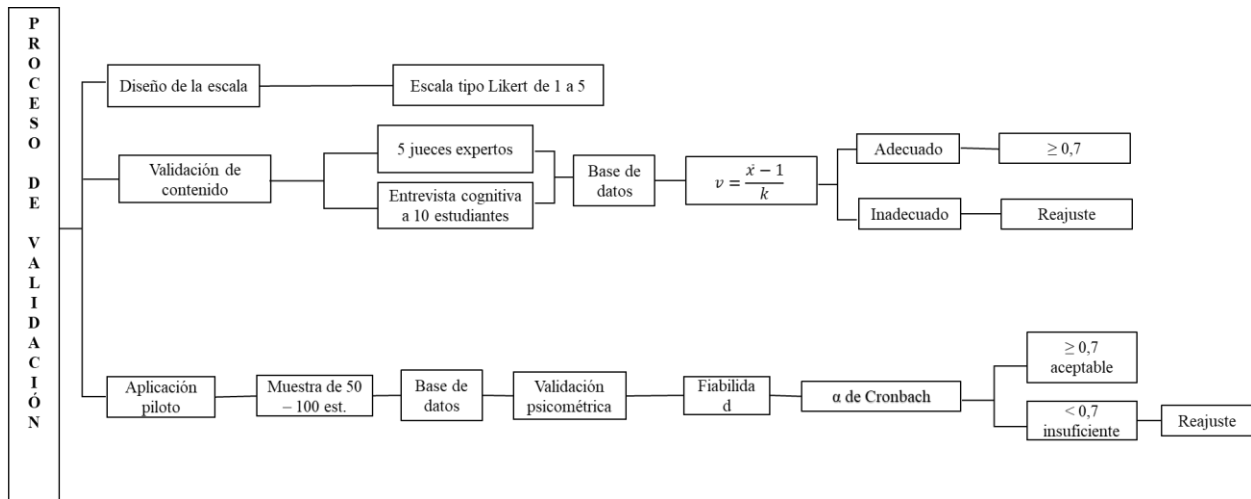 PROCESO DE VALIDACIÓN
Diseño de la escala
Escala tipo Likert de 1 a 5
Validación de
contenido
5 jueces expertos
Entrevista cognitiva
a 10 estudiantes
Base de
datos
v = (ẋ − 1)/k
Adecuado
≥ 0,7
Inadecuado
Reajuste
Aplicación
piloto
Muestra de 50
– 100 est.
Base de
datos
Validación
psicométrica
Fiabilida
d
α de Cronbach
≥ 0,7
aceptable
< 0,7
insuficiente
Reajuste